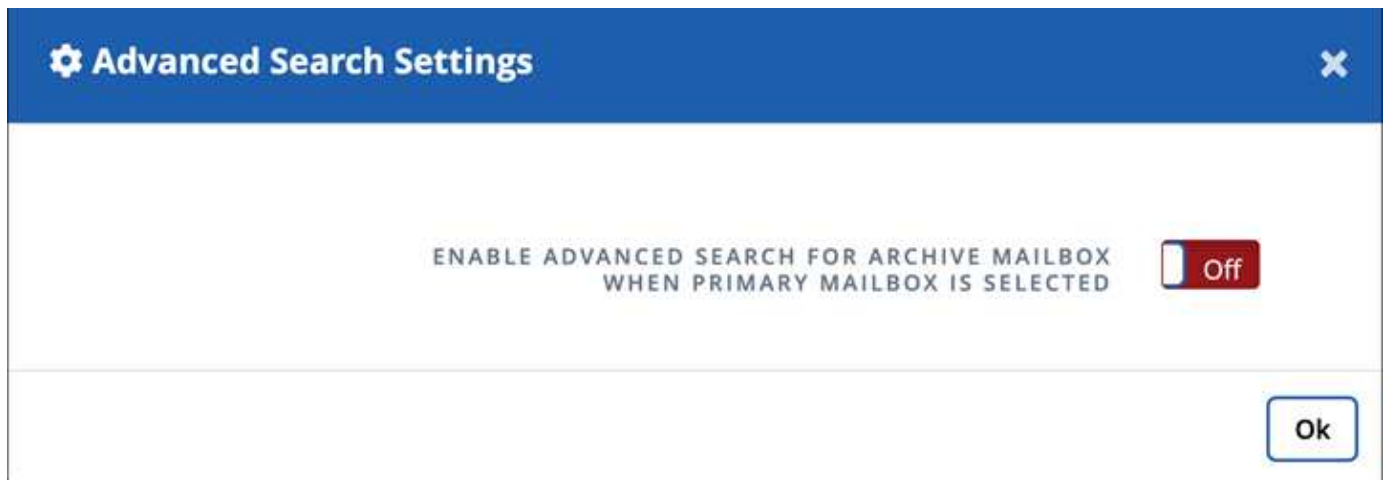 Advanced Search Settings
ENABLE ADVANCED SEARCH FOR ARCHIVE MAILBOX
WHEN PRIMARY MAILBOX IS SELECTED
Off
Ok